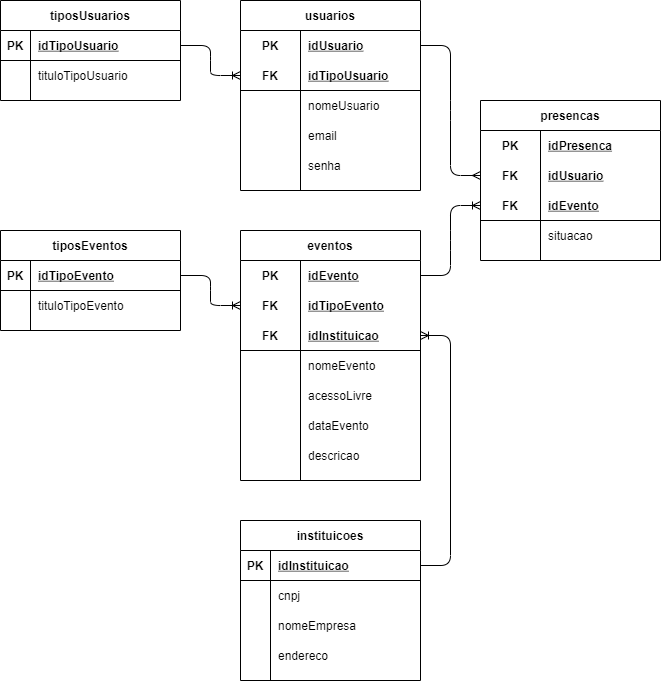 tiposUsuarios
PK idTipoUsuario
tituloTipoUsuario
usuarios
PK idUsuario
FK idTipoUsuario
nomeUsuario
email
senha
presencas
PK idPresenca
FK idUsuario
FK idEvento
situacao
tiposEventos
PK idTipoEvento
tituloTipoEvento
eventos
PK idEvento
FK idTipoEvento
FK idInstituicao
nomeEvento
acessoLivre
dataEvento
descricao
instituicoes
PK idInstituicao
cnpj
nomeEmpresa
endereco